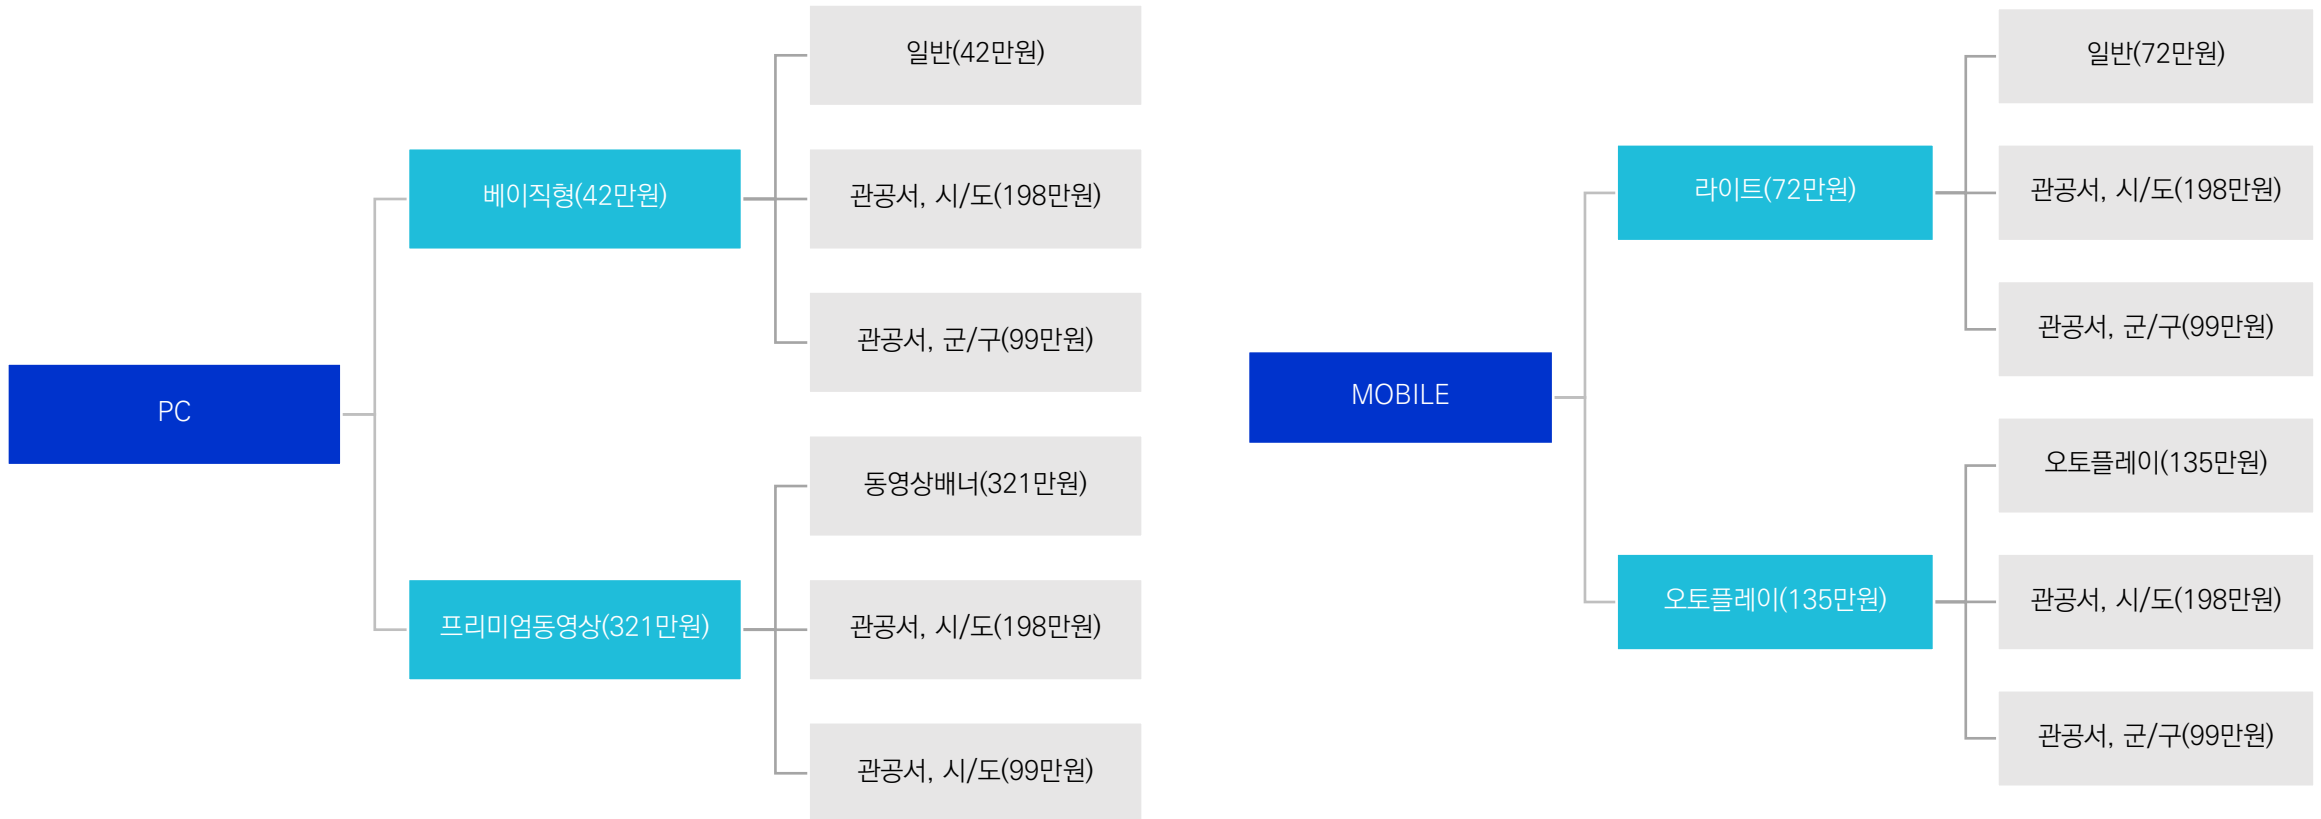 PC
베이직형(42만원)
일반(42만원)
관공서, 시/도(198만원)
관공서, 군/구(99만원)
프리미엄동영상(321만원)
동영상배너(321만원)
관공서, 시/도(198만원)
관공서, 시/도(99만원)
MOBILE
라이트(72만원)
일반(72만원)
관공서, 시/도(198만원)
관공서, 군/구(99만원)
오토플레이(135만원)
오토플레이(135만원)
관공서, 시/도(198만원)
관공서, 군/구(99만원)